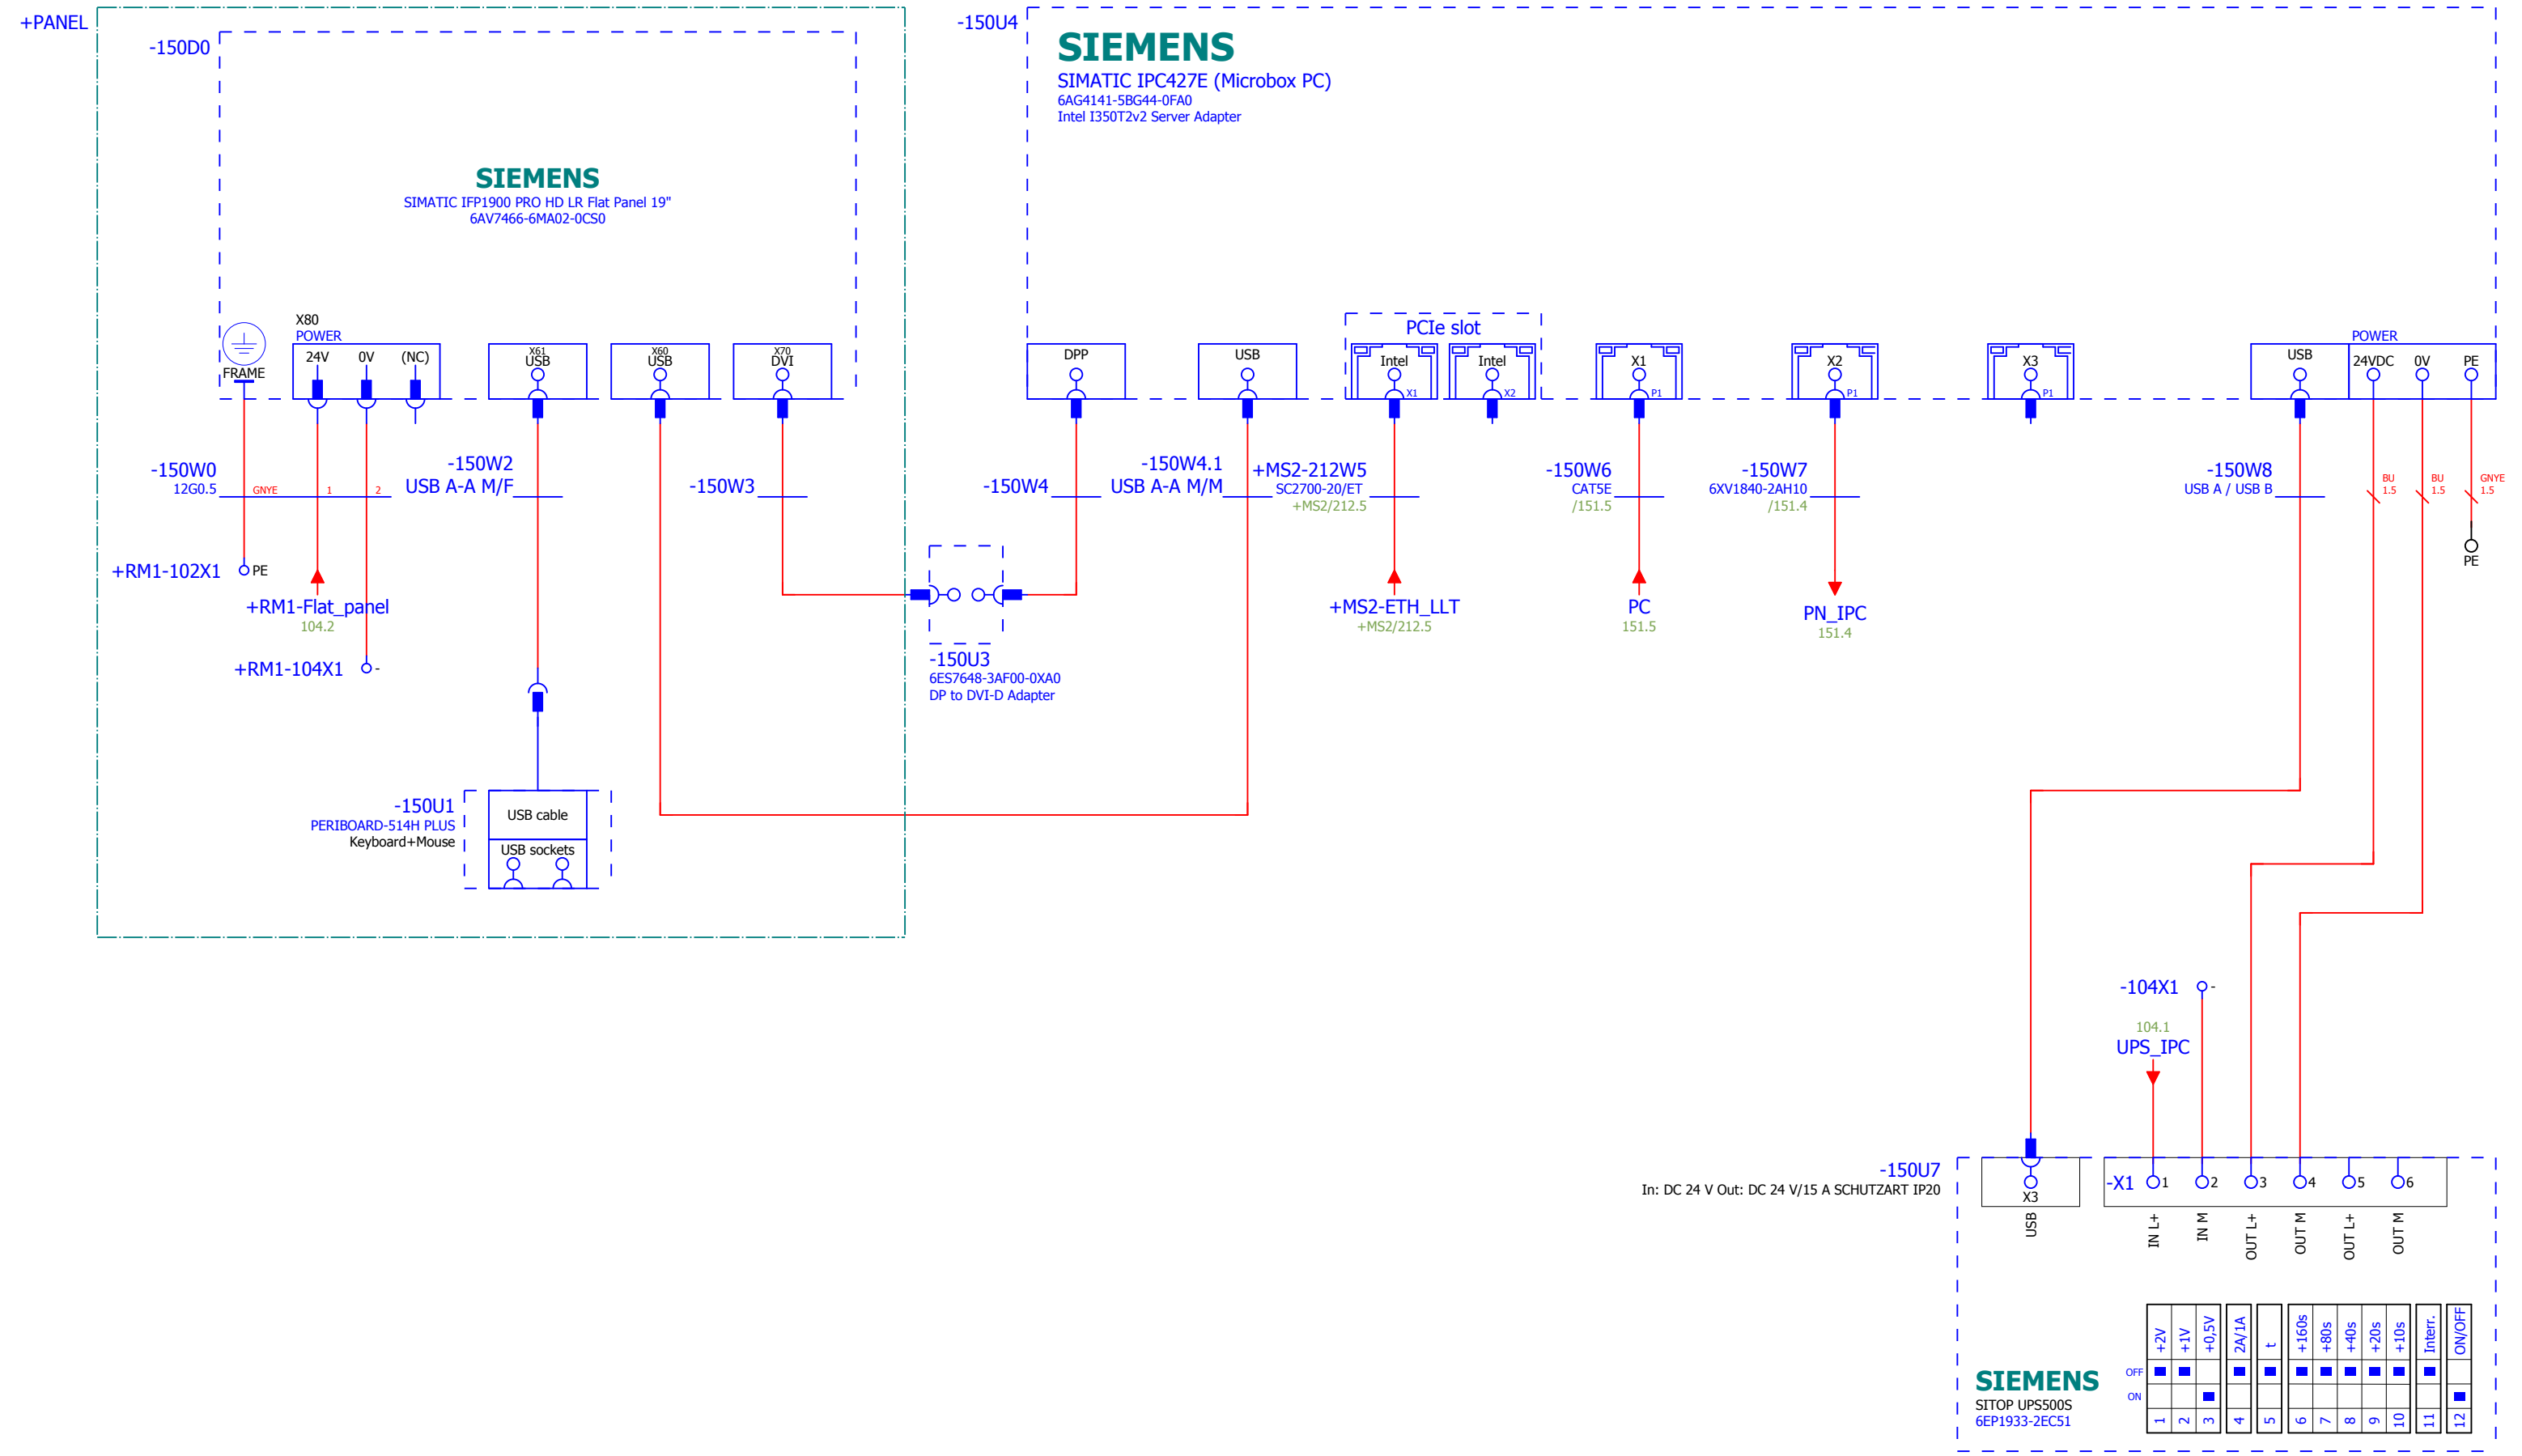 +PANEL
-150D0
SIEMENS
SIMATIC IFP1900 PRO HD LR Flat Panel 19"
6AV7466-6MA02-0CS0
FRAME
X80
POWER
24V
0V
(NC)
X61
USB
X60
USB
X70
DVI
-150W0
12G0.5
GNYE
1
2
-150W2
USB A-A M/F
-150W3
+RM1-102X1
PE
+RM1-Flat_panel
104.2
+RM1-104X1
-
-150U1
PERIBOARD-514H PLUS
Keyboard+Mouse
USB cable
USB sockets
-150U3
6ES7648-3AF00-0XA0
DP to DVI-D Adapter
-150U4
SIEMENS
SIMATIC IPC427E (Microbox PC)
6AG4141-5BG44-0FA0
Intel I350T2v2 Server Adapter
DPP
USB
PCIe slot
Intel
X1
Intel
X2
X1
P1
X2
P1
X3
P1
USB
POWER
24VDC
0V
PE
-150W4
-150W4.1
USB A-A M/M
+MS2-212W5
SC2700-20/ET
+MS2/212.5
-150W6
CAT5E
/151.5
-150W7
6XV1840-2AH10
/151.4
-150W8
USB A / USB B
BU
1.5
BU
1.5
GNYE
1.5
PE
+MS2-ETH_LLT
+MS2/212.5
PC
151.5
PN_IPC
151.4
-104X1
-
104.1
UPS_IPC
-150U7
In: DC 24 V Out: DC 24 V/15 A SCHUTZART IP20
X3
USB
-X1
1
2
3
4
5
6
IN L+
IN M
OUT L+
OUT M
OUT L+
OUT M
SIEMENS
SITOP UPS500S
6EP1933-2EC51
+2V
+1V
+0,5V
2A/1A
t
+160s
+80s
+40s
+20s
+10s
Interr.
ON/OFF
OFF
ON
1
2
3
4
5
6
7
8
9
10
11
12